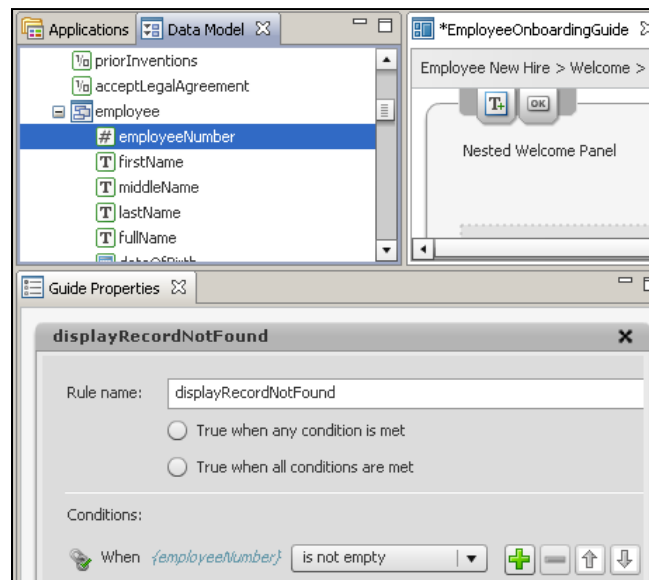 Applications
Data Model
*EmployeeOnboardingGuide
priorInventions
acceptLegalAgreement
employee
employeeNumber
firstName
middleName
lastName
fullName
dateOfBirth
Employee New Hire > Welcome >
OK
Nested Welcome Panel
Guide Properties
displayRecordNotFound
Rule name:
displayRecordNotFound
True when any condition is met
True when all conditions are met
Conditions:
When {employeeNumber} is not empty